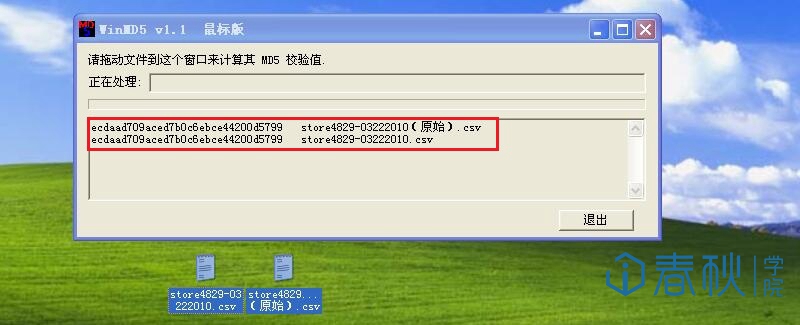 WinMD5 v1.1 鼠标版
请拖动文件到这个窗口来计算其 MD5 校验值.
正在处理:
ecdaad709aced7b0c6ebce44200d5799 store4829-03222010(原始).csv
ecdaad709aced7b0c6ebce44200d5799 store4829-03222010.csv
退出
store4829-03
222010.csv
store4829...
(原始).csv
春秋学院